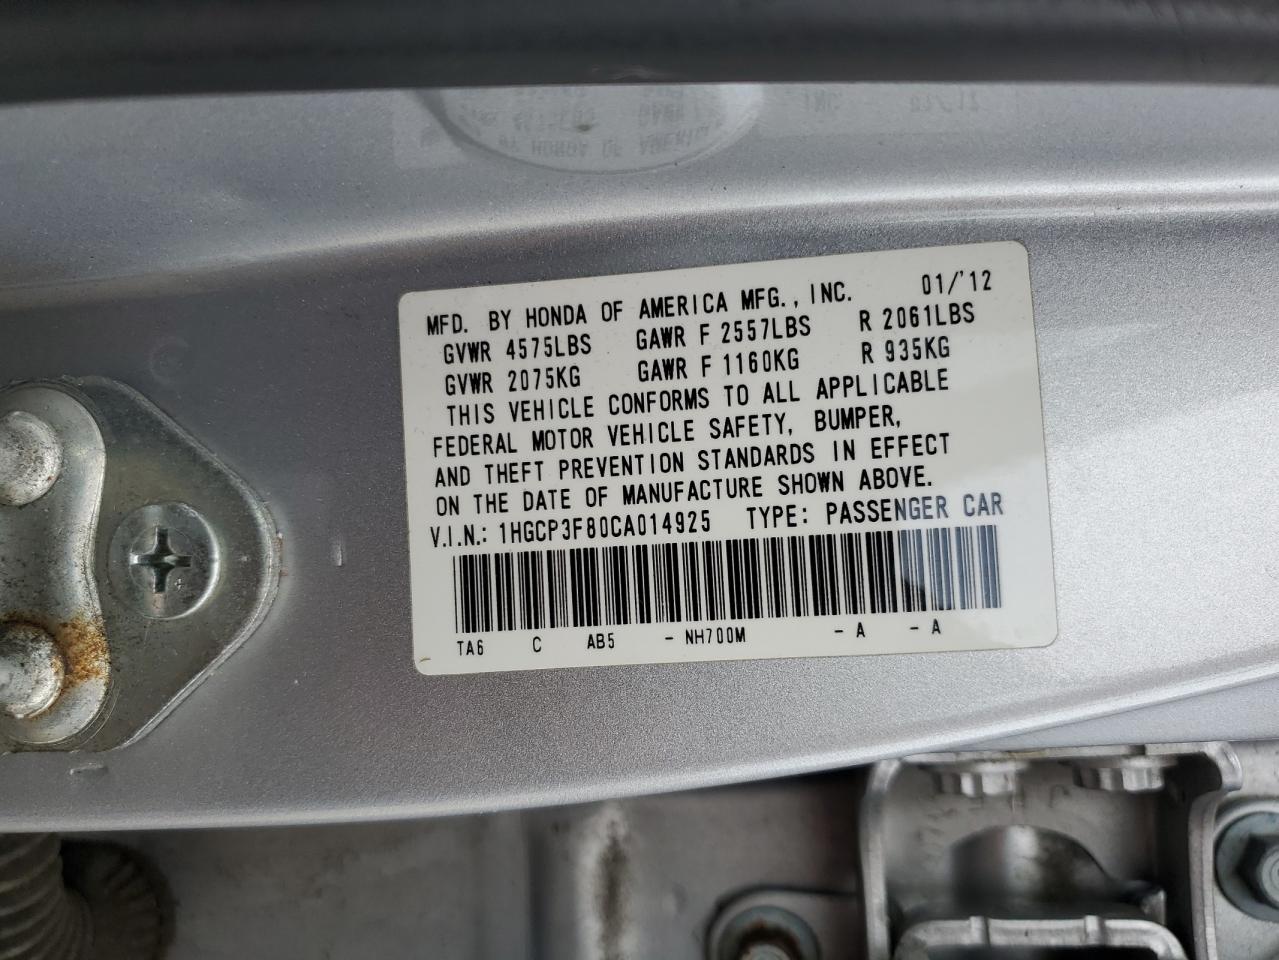 MFD. BY HONDA OF AMERICA MFG., INC. 01/'12
GVWR 4575LBS GAWR F 2557LBS R 2061LBS
GVWR 2075KG GAWR F 1160KG R 935KG
THIS VEHICLE CONFORMS TO ALL APPLICABLE
FEDERAL MOTOR VEHICLE SAFETY, BUMPER,
AND THEFT PREVENTION STANDARDS IN EFFECT
ON THE DATE OF MANUFACTURE SHOWN ABOVE.
V.I.N.: 1HGCP3F80CA014925 TYPE: PASSENGER CAR
TA6 C AB5 - NH700M - A - A